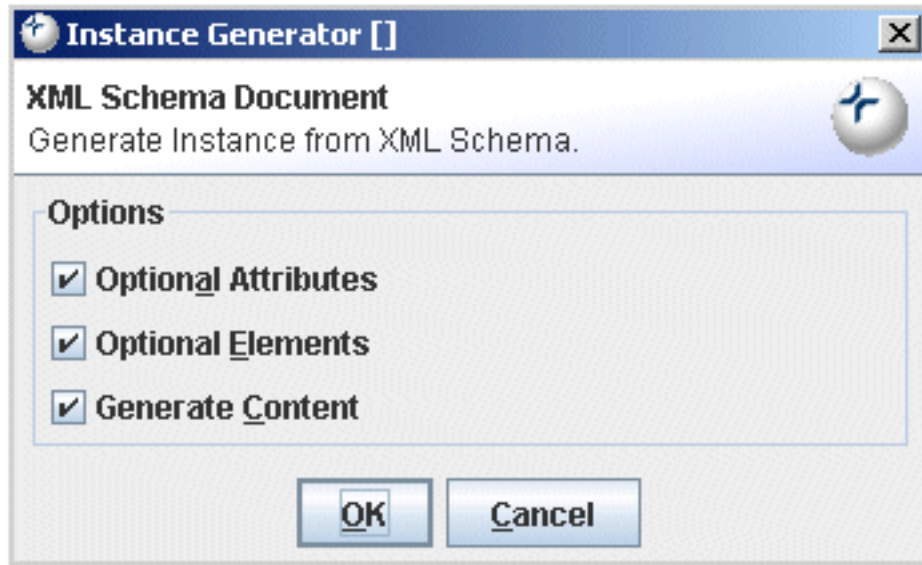 Instance Generator []
XML Schema Document
Generate Instance from XML Schema.
Options
Optional Attributes
Optional Elements
Generate Content
OK
Cancel